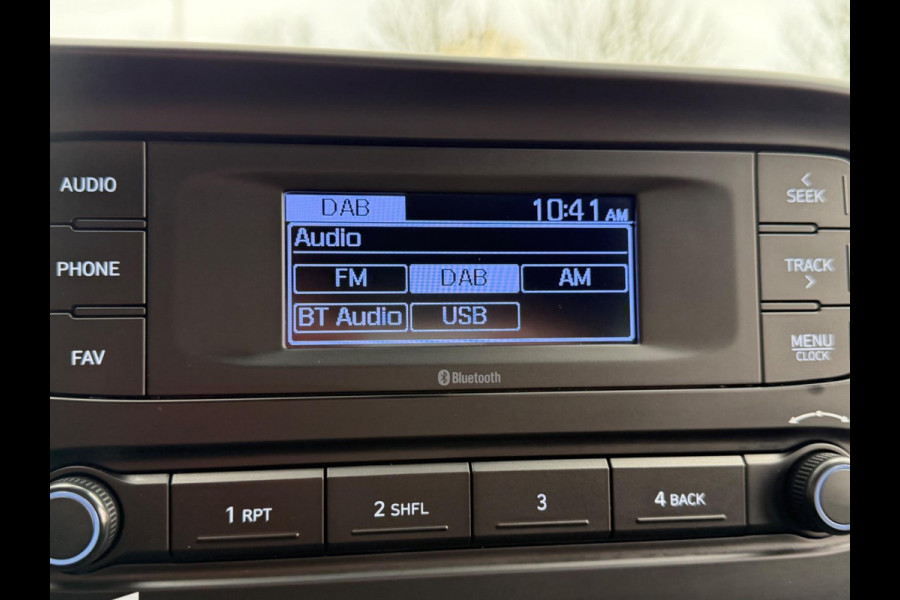 AUDIO
PHONE
FAV
DAB 10:41 AM
Audio
FM DAB AM
BT Audio USB
Bluetooth
SEEK
TRACK
MENU
CLOCK
1 RPT
2 SHFL
3
4 BACK